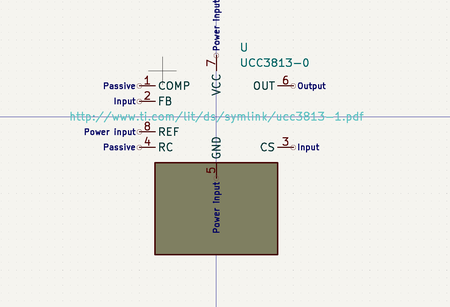 Power Input
7
VCC
U
UCC3813-0
Passive 1 COMP
OUT 6 Output
Input 2 FB
http://www.ti.com/lit/ds/symlink/ucc3813-1.pdf
Power input 8 REF
Passive 4 RC
GND
CS 3 Input
5
Power Input